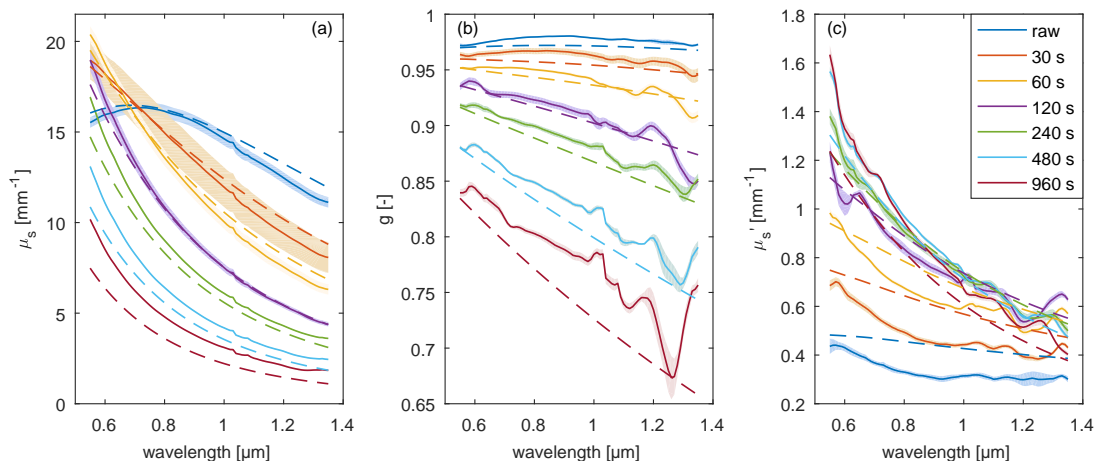 (a)
20
15
10
5
0
0.6 0.8 1 1.2 1.4
wavelength [µm]
μs [mm-1]
(b)
1
0.95
0.9
0.85
0.8
0.75
0.7
0.65
0.6 0.8 1 1.2 1.4
wavelength [µm]
g [-]
(c)
1.8
1.6
1.4
1.2
1
0.8
0.6
0.4
0.2
0.6 0.8 1 1.2 1.4
wavelength [µm]
μs' [mm-1]
raw
30 s
60 s
120 s
240 s
480 s
960 s